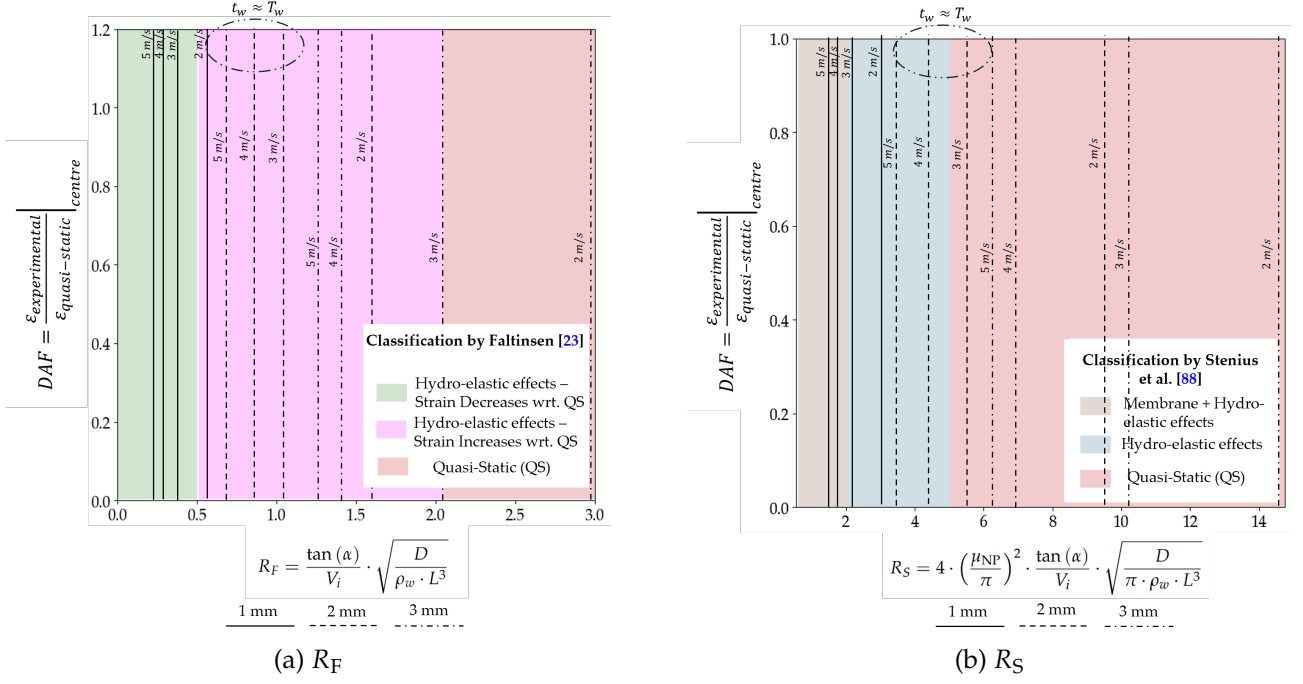 t_w ≈ T_w
1.2
1.2
1.0
0.8
0.6
0.4
0.2
0.0
DAF = ε_experimental / ε_quasi−static |_centre
5 m/s
4 m/s
3 m/s
2 m/s
5 m/s
4 m/s
3 m/s
2 m/s
5 m/s
4 m/s
3 m/s
2 m/s
Classification by Faltinsen [23]
Hydro-elastic effects –
Strain Decreases wrt. QS
Hydro-elastic effects –
Strain Increases wrt. QS
Quasi-Static (QS)
0.0 0.5 1.0 1.5 2.0 2.5 3.0
R_F = tan (α) / V_i · √(D / (ρ_w · L³))
1 mm 2 mm 3 mm
(a) R_F
t_w ≈ T_w
1.0
0.8
0.6
0.4
0.2
0.0
DAF = ε_experimental / ε_quasi−static |_centre
5 m/s
4 m/s
3 m/s
2 m/s
5 m/s
4 m/s
3 m/s
2 m/s
5 m/s
4 m/s
3 m/s
2 m/s
Classification by Stenius
et al. [88]
Membrane + Hydro-
elastic effects
Hydro-elastic effects
Quasi-Static (QS)
2 4 6 8 10 12 14
R_S = 4 · (μ_NP / π)² · tan (α) / V_i · √(D / (π · ρ_w · L³))
1 mm 2 mm 3 mm
(b) R_S